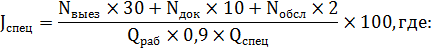 Jспец = (Nвыез × 30 + Nдок × 10 + Nобсл × 2) / (Qраб × 0,9 × Qспец) × 100, где: